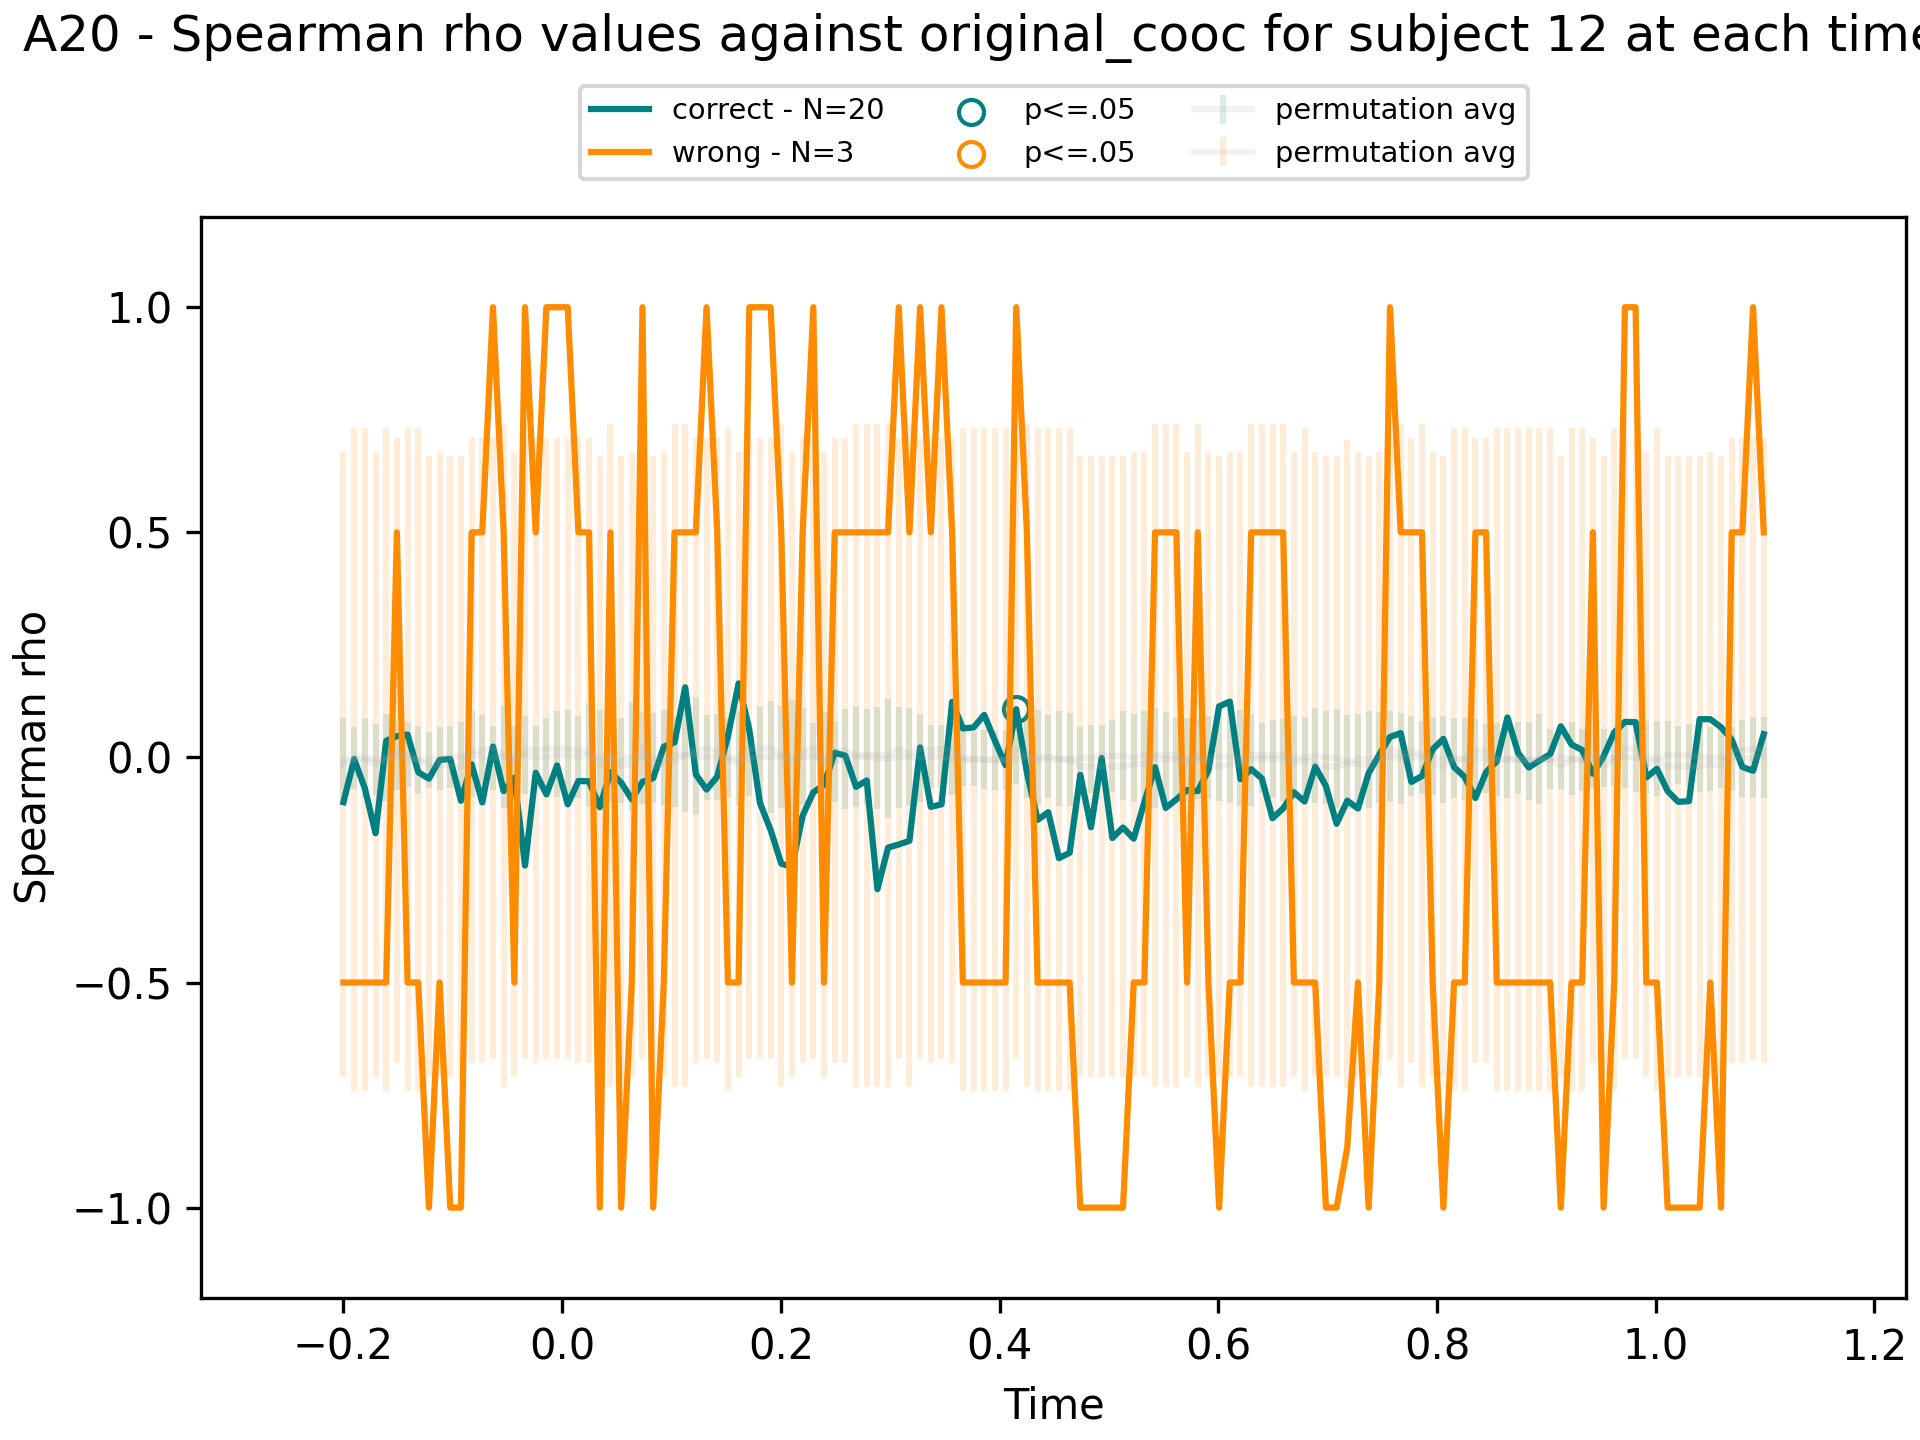 A20 - Spearman rho values against original_cooc for subject 12 at each time
correct - N=20
p<=.05
permutation avg
wrong - N=3
p<=.05
permutation avg
Spearman rho
1.0
0.5
0.0
−0.5
−1.0
−0.2
0.0
0.2
0.4
0.6
0.8
1.0
1.2
Time